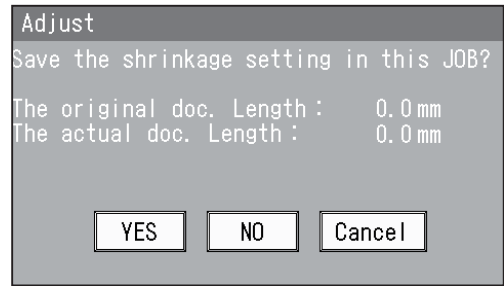 Adjust
Save the shrinkage setting in this JOB?
The original doc. Length : 0.0mm
The actual doc. Length : 0.0mm
YES NO Cancel